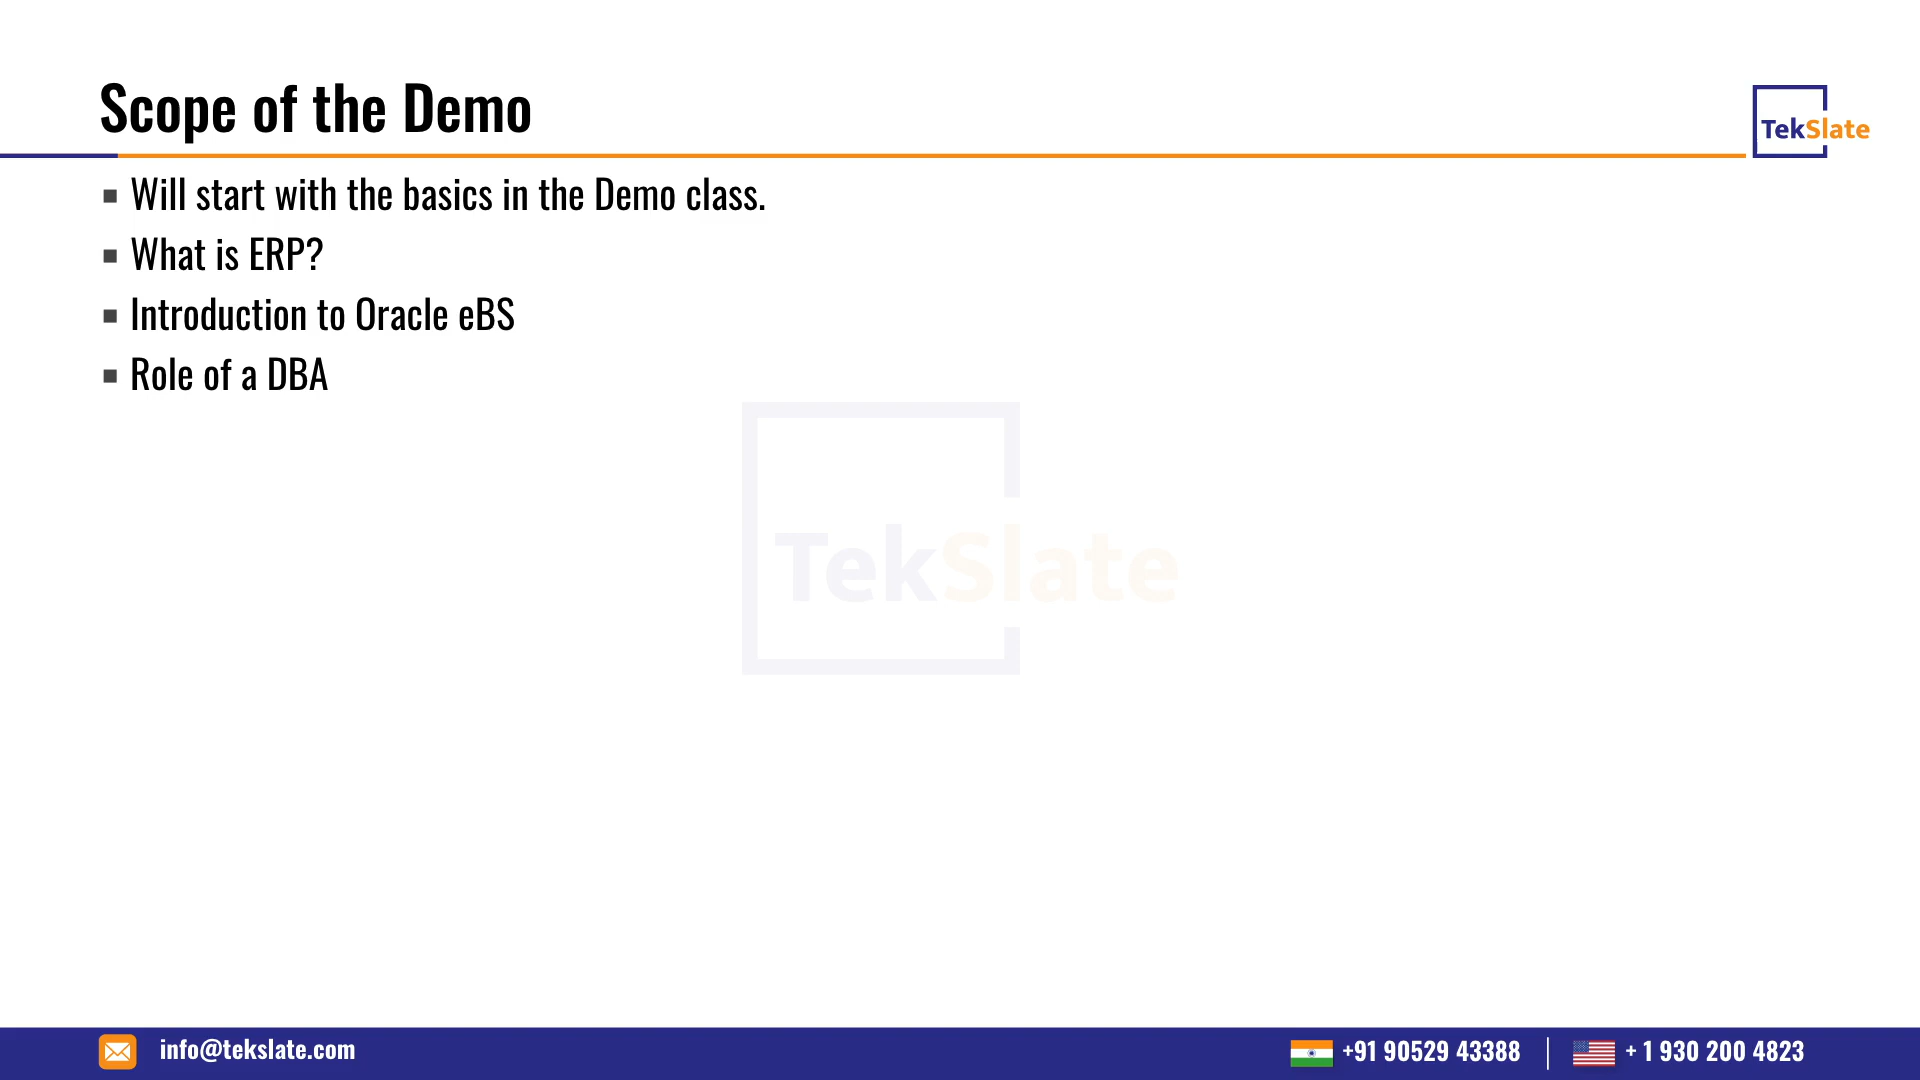 Scope of the Demo
TekSlate
Will start with the basics in the Demo class.
What is ERP?
Introduction to Oracle eBS
Role of a DBA
TekSlate
info@tekslate.com
+91 90529 43388
+ 1 930 200 4823